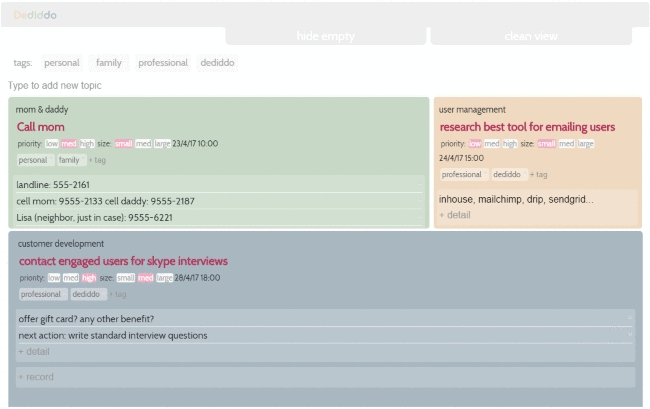 Dediddo
hide empty clean view
tags: personal family professional dediddo
Type to add new topic
mom & daddy
Call mom
priority: low med high size: small med large 23/4/17 10:00
personal family + tag
landline: 555-2161
cell mom: 9555-2133 cell daddy: 9555-2187
Lisa (neighbor, just in case): 9555-6221
user management
research best tool for emailing users
priority: low med high size: small med large
24/4/17 15:00
professional dediddo + tag
inhouse, mailchimp, drip, sendgrid...
+ detail
customer development
contact engaged users for skype interviews
priority: low med high size: small med large 28/4/17 18:00
professional dediddo + tag
offer gift card? any other benefit?
next action: write standard interview questions
+ detail
+ record